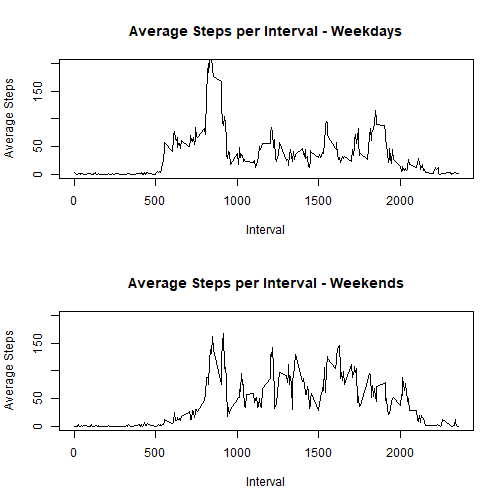 Average Steps per Interval - Weekdays
Average Steps
150
50
0
0 500 1000 1500 2000
Interval
Average Steps per Interval - Weekends
Average Steps
150
50
0
0 500 1000 1500 2000
Interval